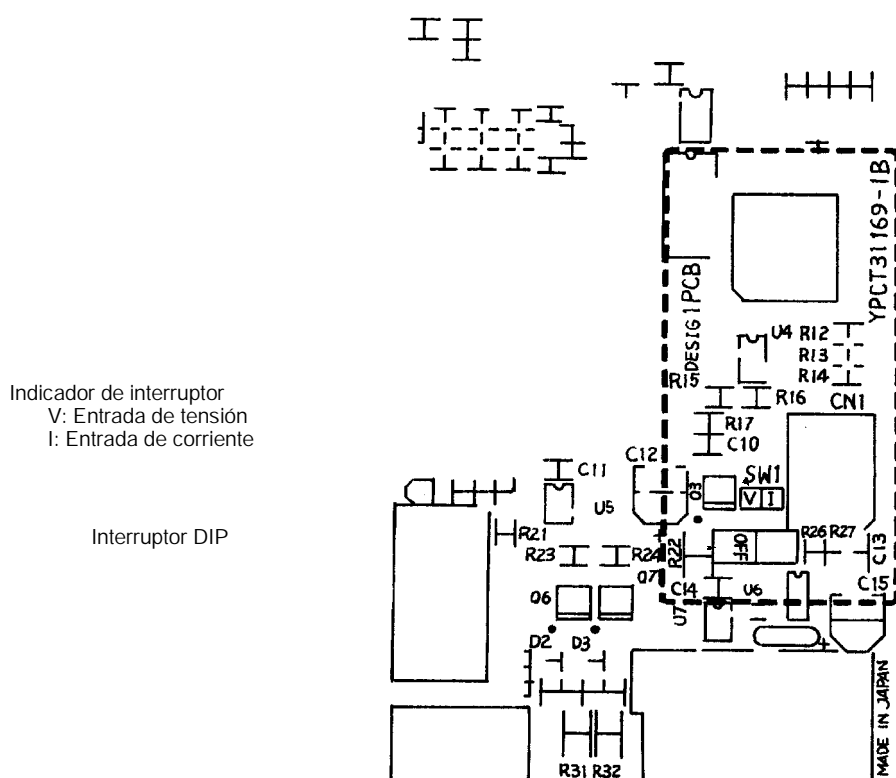 YPCT31169-1B
DESIG1PCB
U4
R12
R13
R14
R15
R16
CN1
Indicador de interruptor
V: Entrada de tensión
I: Entrada de corriente
R17
C10
C12
C11
SW1
V I
Q3
U5
Interruptor DIP
R21
R22
OFF
R26 R27
C13
R23
R24
Q7
C14
U6
C15
Q6
U7
D2
D3
MADE IN JAPAN
R31 R32